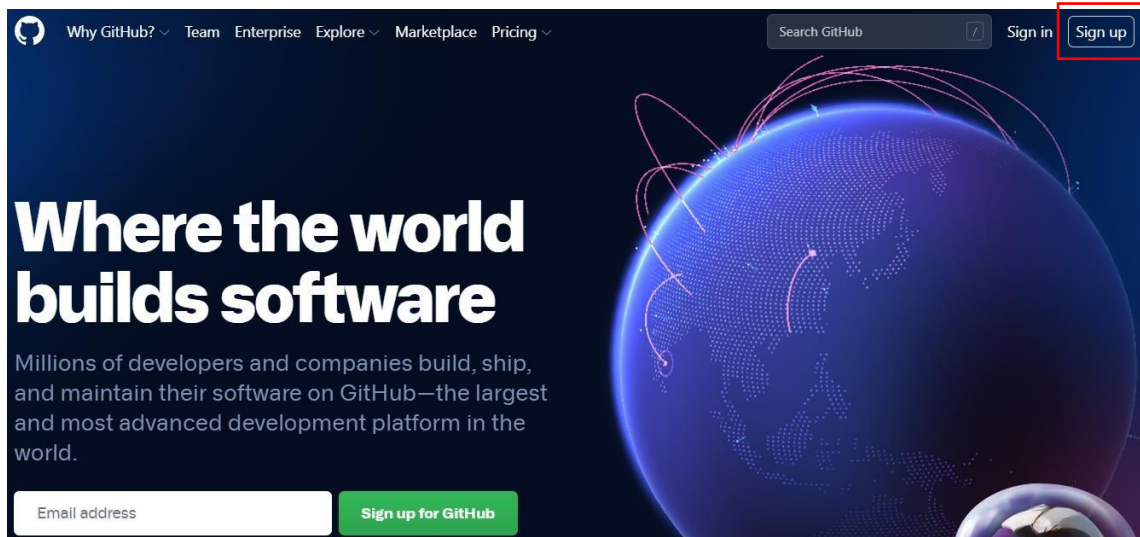 Why GitHub? Team Enterprise Explore Marketplace Pricing Search GitHub / Sign in Sign up
Where the world
builds software
Millions of developers and companies build, ship,
and maintain their software on GitHub—the largest
and most advanced development platform in the
world.
Email address Sign up for GitHub